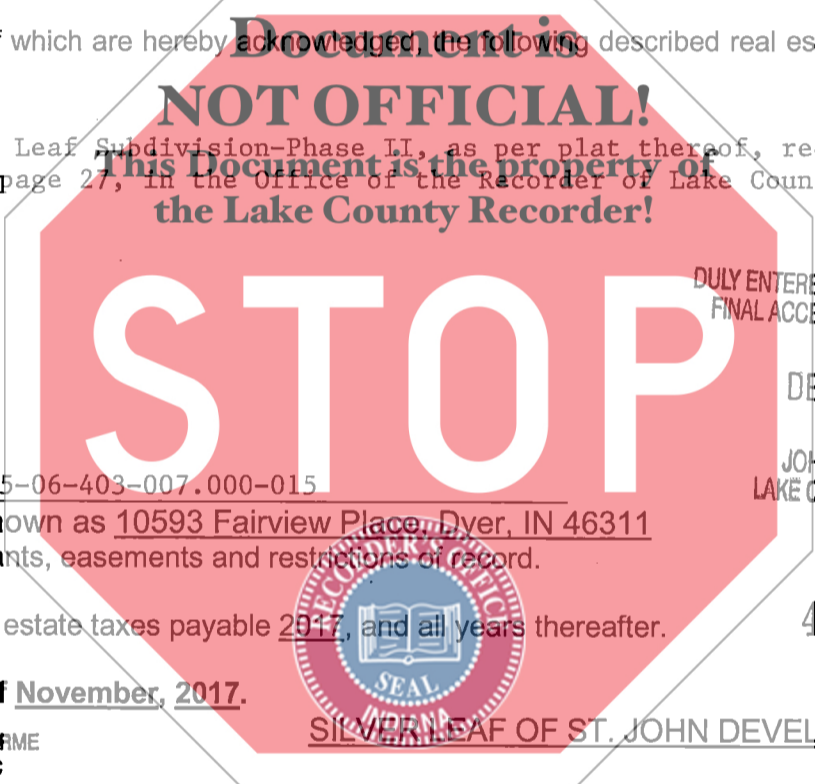 which are hereby acknowledged, the following described real es
Document is
NOT OFFICIAL!
Leaf Subdivision-Phase II, as per plat thereof, re
This Document is the property of
page 27, in the Office of the Recorder of Lake Coun
the Lake County Recorder!
DULY ENTERE
FINAL ACCE
STOP
DE
JOH
LAKE C
5-06-403-007.000-015
own as 10593 Fairview Place, Dyer, IN 46311
nts, easements and restrictions of record.
RECORDER'S OFFICE
estate taxes payable 2017, and all years thereafter.
4
SEAL
November, 2017.
INDIANA
SILVER LEAF OF ST. JOHN DEVEL
RME